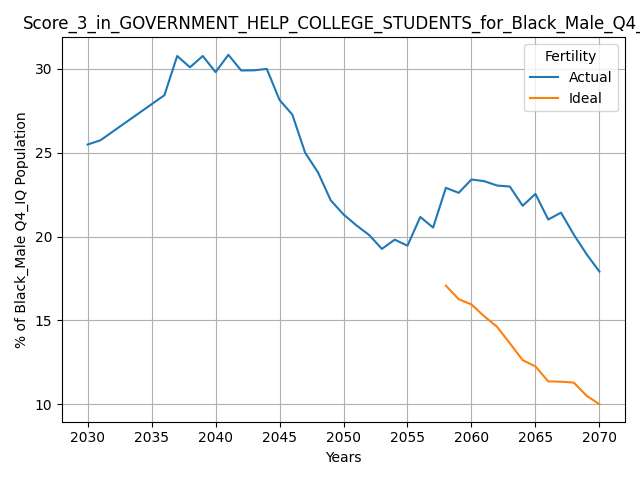 Score_3_in_GOVERNMENT_HELP_COLLEGE_STUDENTS_for_Black_Male_Q4_
Fertility
Actual
Ideal
% of Black_Male Q4_IQ Population
30
25
20
15
10
2030 2035 2040 2045 2050 2055 2060 2065 2070
Years